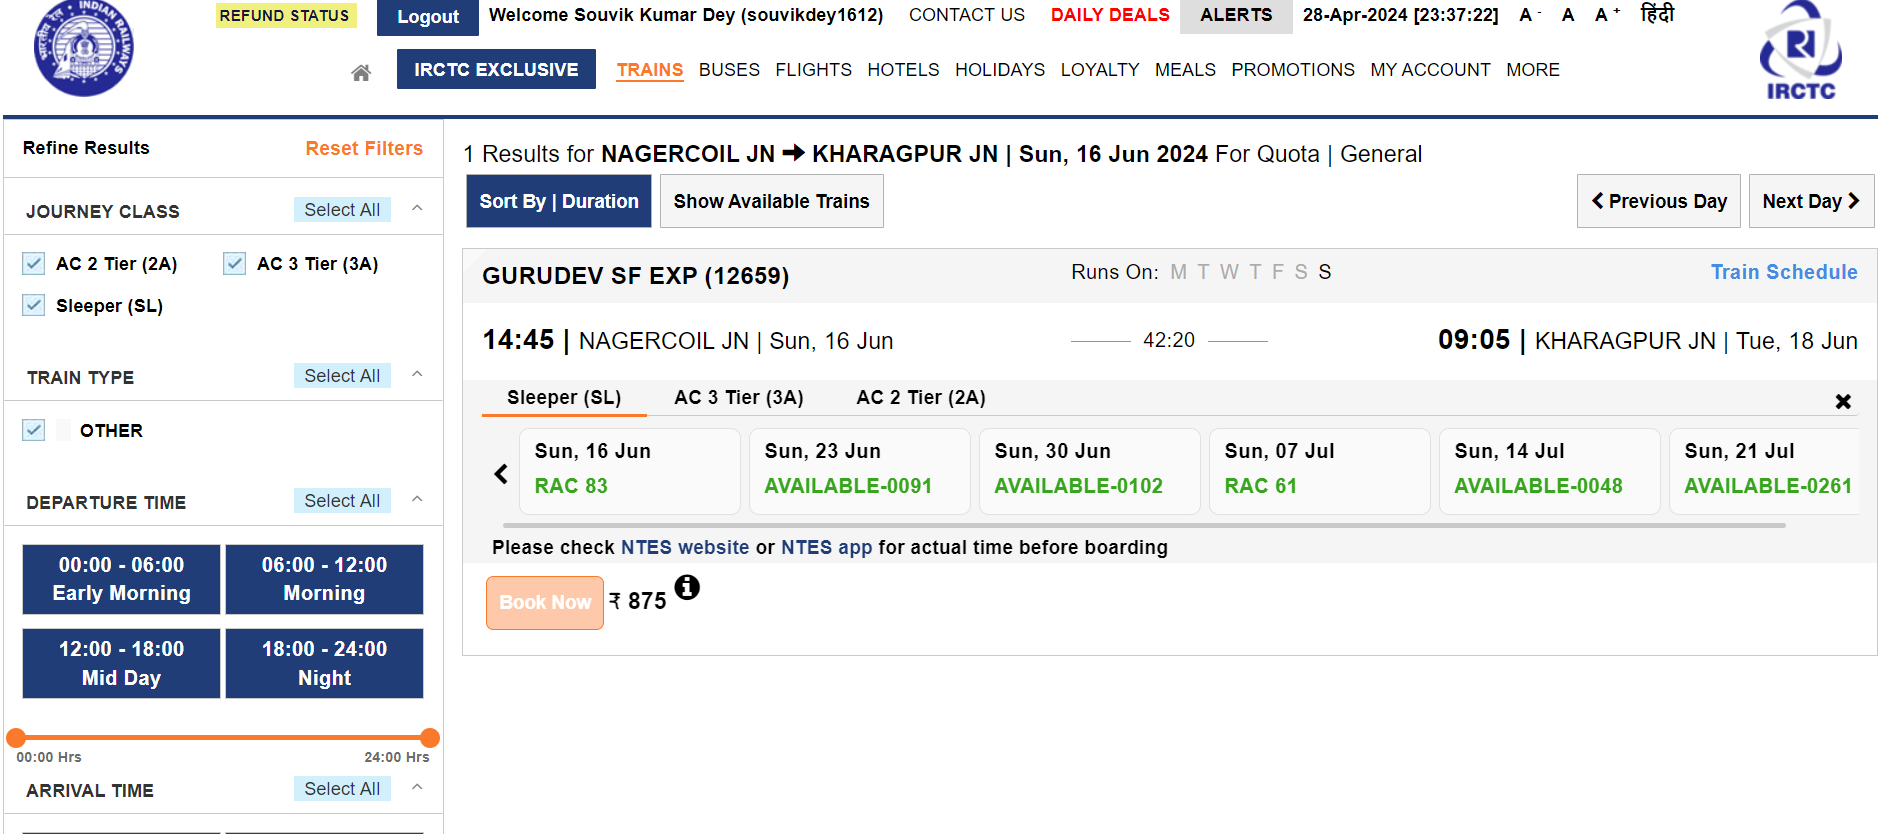 REFUND STATUS Logout Welcome Souvik Kumar Dey (souvikdey1612) CONTACT US DAILY DEALS ALERTS 28-Apr-2024 [23:37:22] A - A A + हिंदी
INDIAN RAILWAYS
भारतीय रेल
IRCTC EXCLUSIVE TRAINS BUSES FLIGHTS HOTELS HOLIDAYS LOYALTY MEALS PROMOTIONS MY ACCOUNT MORE
IRCTC
Refine Results Reset Filters
JOURNEY CLASS Select All
AC 2 Tier (2A) AC 3 Tier (3A)
Sleeper (SL)
TRAIN TYPE Select All
OTHER
DEPARTURE TIME Select All
00:00 - 06:00
Early Morning
06:00 - 12:00
Morning
12:00 - 18:00
Mid Day
18:00 - 24:00
Night
00:00 Hrs 24:00 Hrs
ARRIVAL TIME Select All
1 Results for NAGERCOIL JN ➞ KHARAGPUR JN | Sun, 16 Jun 2024 For Quota | General
Sort By | Duration Show Available Trains Previous Day Next Day
GURUDEV SF EXP (12659) Runs On: M T W T F S S Train Schedule
14:45 | NAGERCOIL JN | Sun, 16 Jun 42:20 09:05 | KHARAGPUR JN | Tue, 18 Jun
Sleeper (SL) AC 3 Tier (3A) AC 2 Tier (2A)
Sun, 16 Jun
RAC 83
Sun, 23 Jun
AVAILABLE-0091
Sun, 30 Jun
AVAILABLE-0102
Sun, 07 Jul
RAC 61
Sun, 14 Jul
AVAILABLE-0048
Sun, 21 Jul
AVAILABLE-0261
Please check NTES website or NTES app for actual time before boarding
Book Now ₹ 875